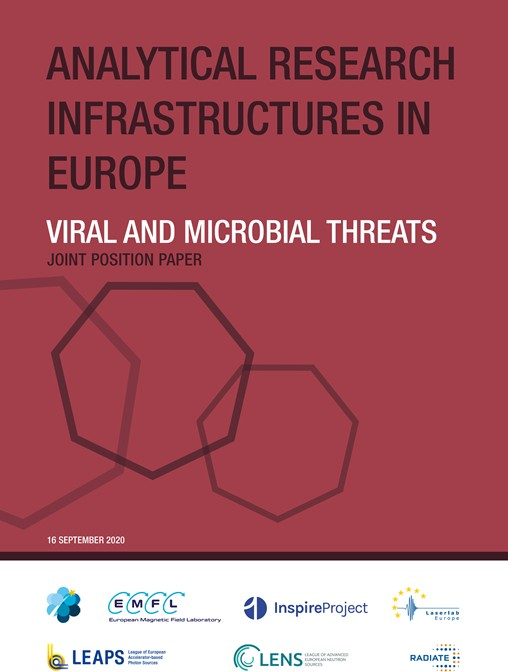 ANALYTICAL RESEARCH
INFRASTRUCTURES IN
EUROPE
VIRAL AND MICROBIAL THREATS
JOINT POSITION PAPER
16 SEPTEMBER 2020
EMFL
European Magnetic Field Laboratory
InspireProject
Laserlab
Europe
LEAPS
League of European
Accelerator-based
Photon Sources
LENS
LEAGUE OF ADVANCED
EUROPEAN NEUTRON
SOURCES
RADIATE